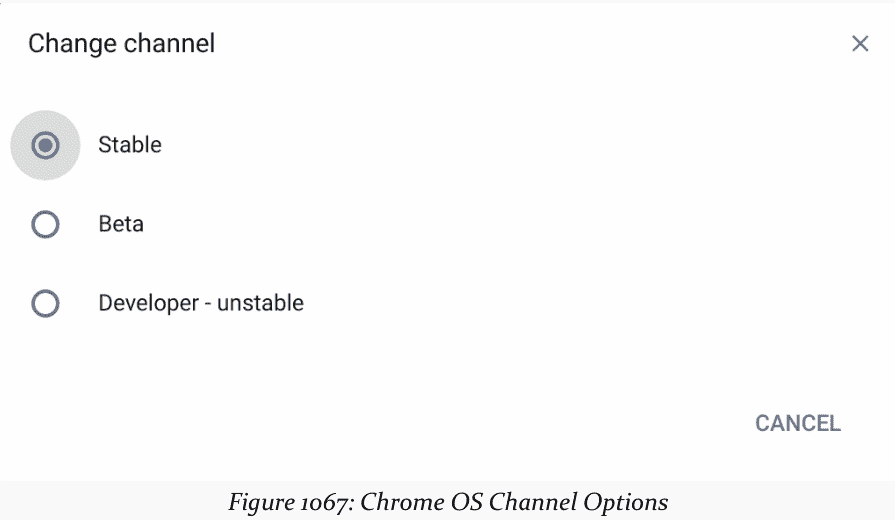 Change channel
Stable
Beta
Developer - unstable
CANCEL
Figure 1067: Chrome OS Channel Options